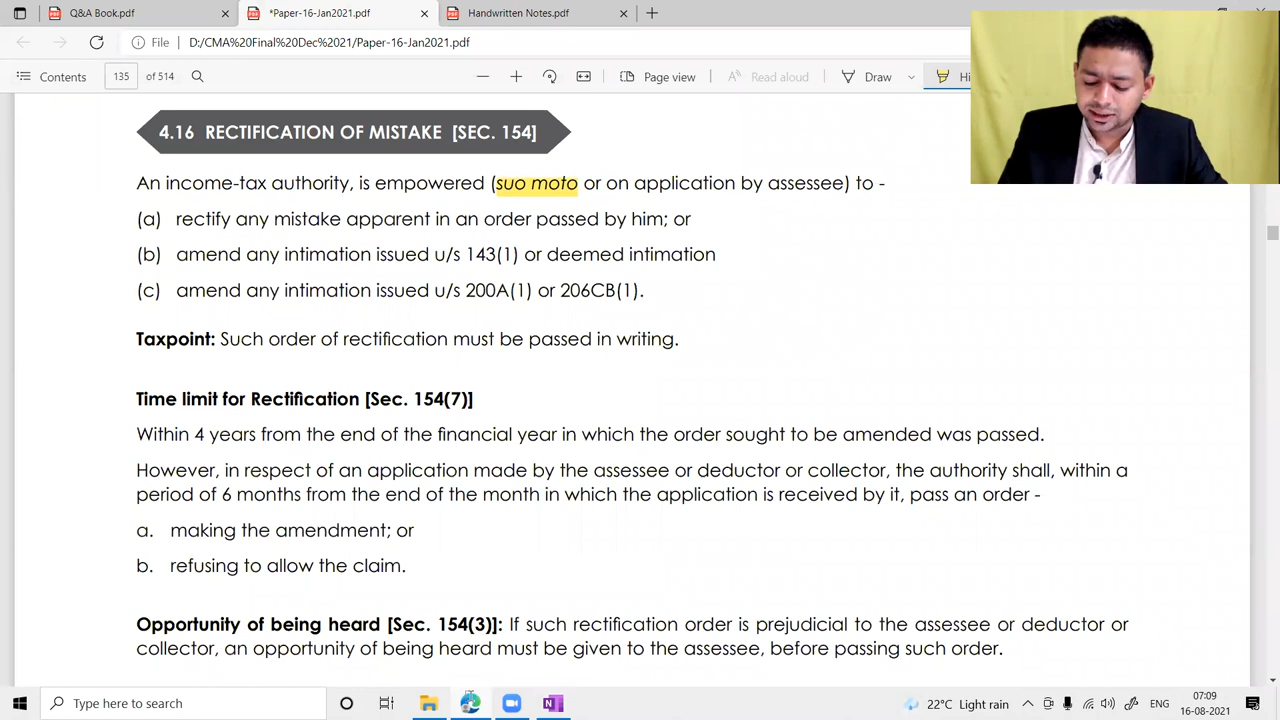 Q&A Book.pdf
*Paper-16-Jan2021.pdf
Handwritten Notes.pdf
File
D:/CMA%20Final%20Dec%2021/Paper-16-Jan2021.pdf
Contents
135
of 514
Page view
Read aloud
Draw
Hi
4.16 RECTIFICATION OF MISTAKE [SEC. 154]
An income-tax authority, is empowered (suo moto or on application by assessee) to -
(a) rectify any mistake apparent in an order passed by him; or
(b) amend any intimation issued u/s 143(1) or deemed intimation
(c) amend any intimation issued u/s 200A(1) or 206CB(1).
Taxpoint: Such order of rectification must be passed in writing.
Time limit for Rectification [Sec. 154(7)]
Within 4 years from the end of the financial year in which the order sought to be amended was passed.
However, in respect of an application made by the assessee or deductor or collector, the authority shall, within a
period of 6 months from the end of the month in which the application is received by it, pass an order -
a. making the amendment; or
b. refusing to allow the claim.
Opportunity of being heard [Sec. 154(3)]: If such rectification order is prejudicial to the assessee or deductor or
collector, an opportunity of being heard must be given to the assessee, before passing such order.
Type here to search
22°C Light rain
ENG
07:09
16-08-2021